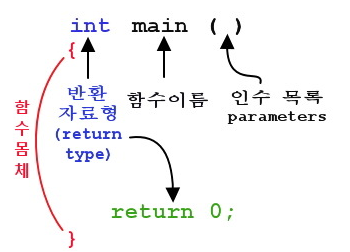 int main ( )
{
반환
자료형
(return
type)
함수이름
인수 목록
parameters
함수몸체
return 0;
}